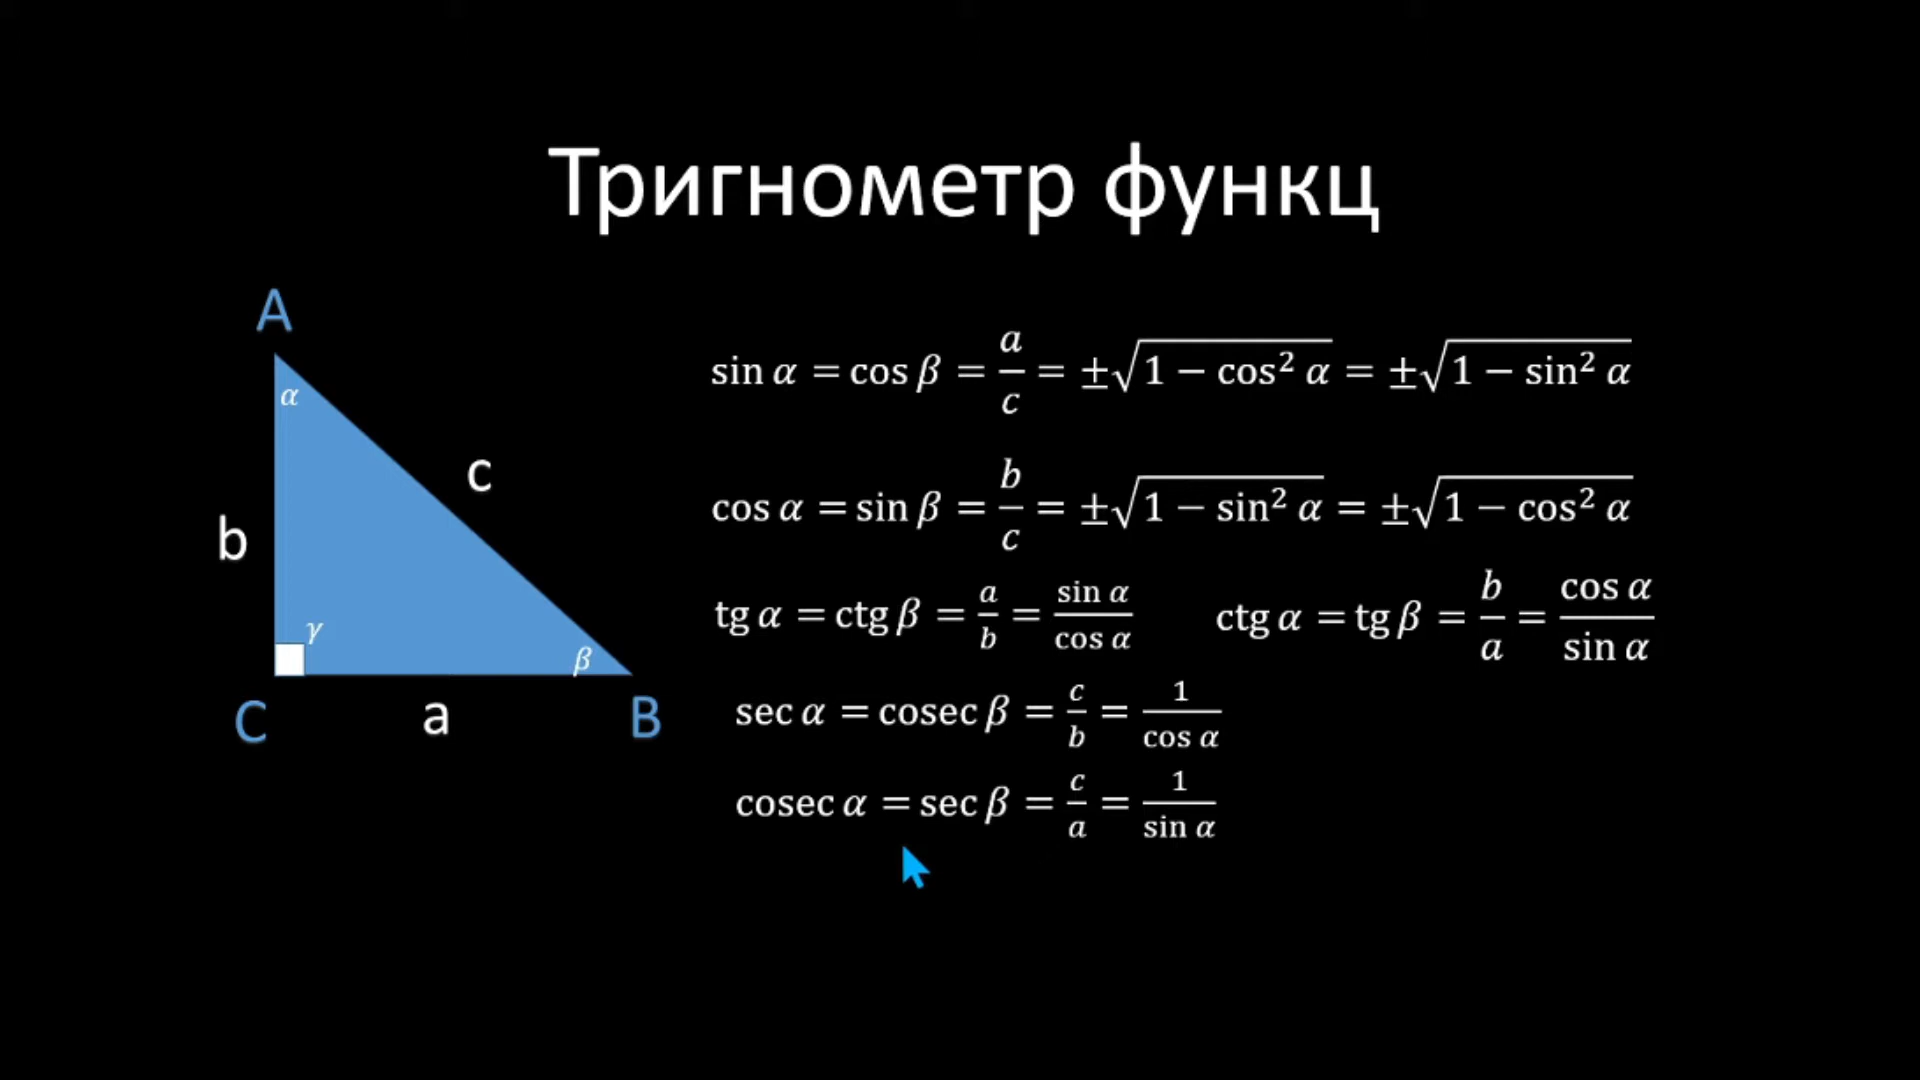 Тригнометр функц
A
α
c
b
γ
β
C
a
B
sin α = cos β = a/c = ±√(1 − cos² α) = ±√(1 − sin² α)
cos α = sin β = b/c = ±√(1 − sin² α) = ±√(1 − cos² α)
tg α = ctg β = a/b = sin α/cos α
ctg α = tg β = b/a = cos α/sin α
sec α = cosec β = c/b = 1/cos α
cosec α = sec β = c/a = 1/sin α